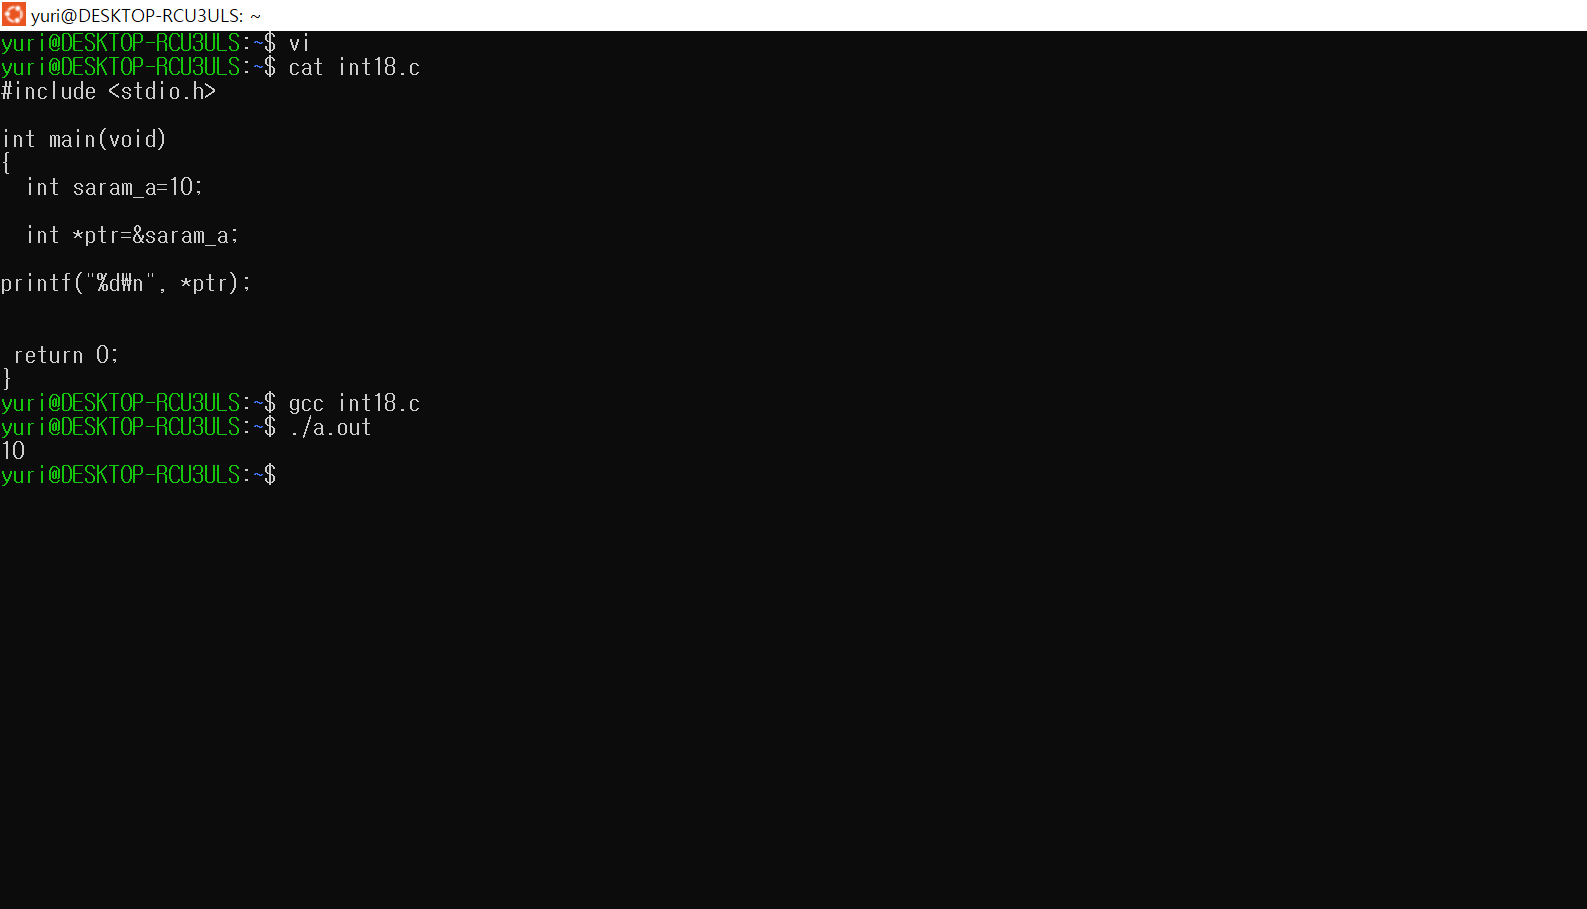 yuri@DESKTOP-RCU3ULS: ~
yuri@DESKTOP-RCU3ULS:~$ vi
yuri@DESKTOP-RCU3ULS:~$ cat int18.c
#include <stdio.h>
int main(void)
{
int saram_a=10;
int *ptr=&saram_a;
printf("%d₩n", *ptr);
return 0;
}
yuri@DESKTOP-RCU3ULS:~$ gcc int18.c
yuri@DESKTOP-RCU3ULS:~$ ./a.out
10
yuri@DESKTOP-RCU3ULS:~$